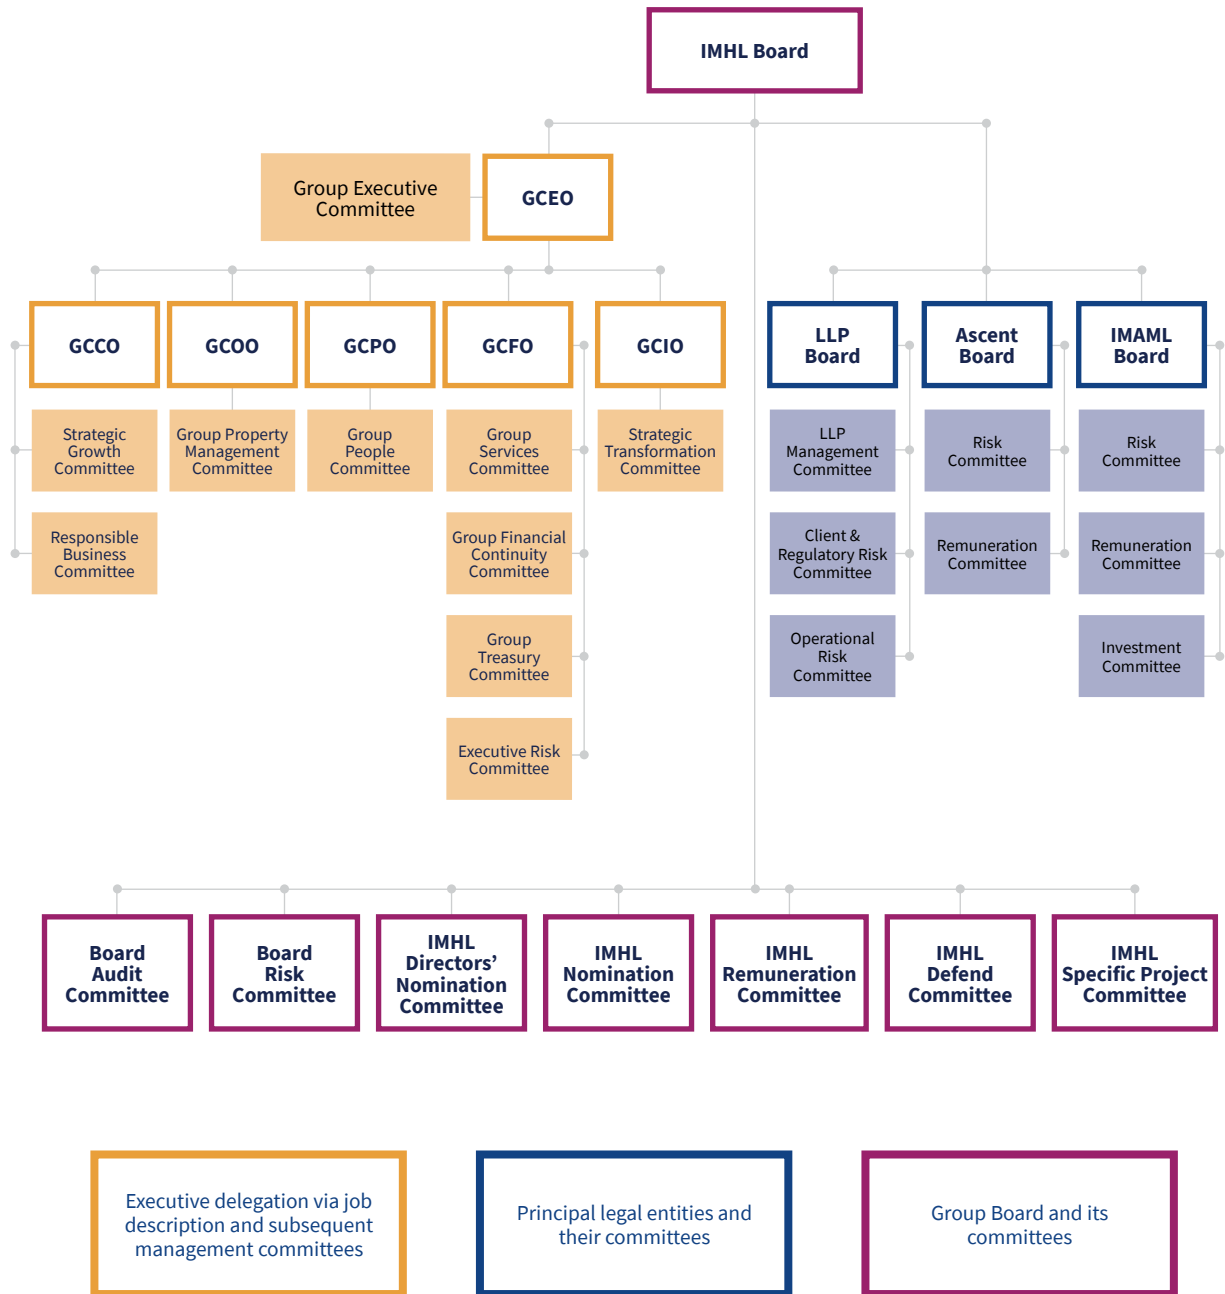 IMHL Board
Group Executive
Committee
GCEO
GCCO
GCOO
GCPO
GCFO
GCIO
LLP
Board
Ascent
Board
IMAML
Board
Strategic
Growth
Committee
Group Property
Management
Committee
Group
People
Committee
Group
Services
Committee
Strategic
Transformation
Committee
LLP
Management
Committee
Risk
Committee
Risk
Committee
Responsible
Business
Committee
Group Financial
Continuity
Committee
Client &
Regulatory Risk
Committee
Remuneration
Committee
Remuneration
Committee
Group
Treasury
Committee
Operational
Risk
Committee
Investment
Committee
Executive Risk
Committee
Board
Audit
Committee
Board
Risk
Committee
IMHL
Directors’
Nomination
Committee
IMHL
Nomination
Committee
IMHL
Remuneration
Committee
IMHL
Defend
Committee
IMHL
Specific Project
Committee
Executive delegation via job
description and subsequent
management committees
Principal legal entities and
their committees
Group Board and its
committees